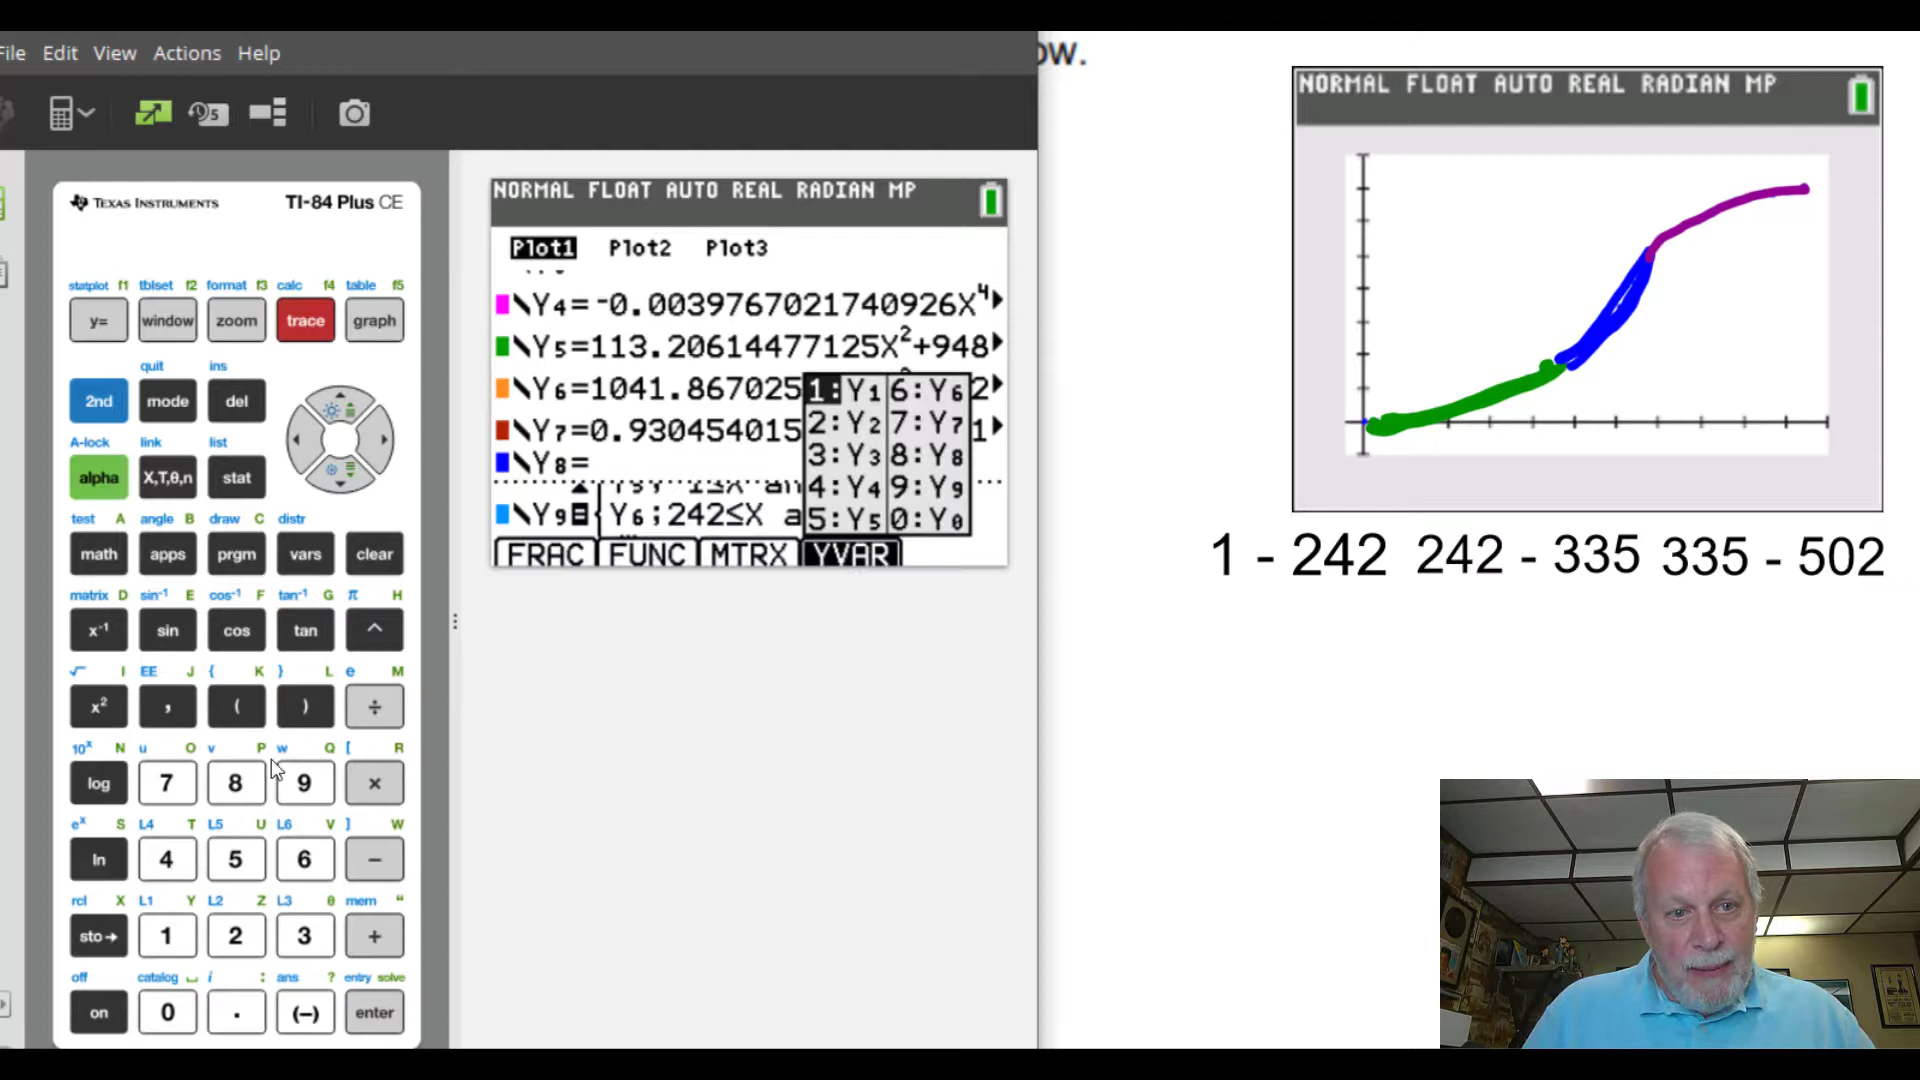 File Edit View Actions Help
ow.
TEXAS INSTRUMENTS TI-84 Plus CE
statplot f1 tblset f2 format f3 calc f4 table f5
y= window zoom trace graph
quit ins
2nd mode del
A-lock link list
alpha X,T,θ,n stat
test A angle B draw C distr
math apps prgm vars clear
matrix D sin⁻¹ E cos⁻¹ F tan⁻¹ G π H
x⁻¹ sin cos tan ^
√ I EE J { K } L e M
x² , ( ) ÷
10ˣ N u O v P w Q [ R
log 7 8 9 ×
eˣ S L4 T L5 U L6 V ] W
ln 4 5 6 −
rcl X L1 Y L2 Z L3 θ mem "
sto→ 1 2 3 +
off catalog ⎵ i : ans ? entry solve
on 0 . (–) enter
NORMAL FLOAT AUTO REAL RADIAN MP
Plot1 Plot2 Plot3
\Y4=-0.0039767021740926X⁴
\Y5=113.20614477125X²+948
\Y6=1041.867025 2
\Y7=0.930454015 1
\Y8=
\Y9={Y6;242≤X a
1:Y1 6:Y6
2:Y2 7:Y7
3:Y3 8:Y8
4:Y4 9:Y9
5:Y5 0:Y0
FRAC FUNC MTRX YVAR
NORMAL FLOAT AUTO REAL RADIAN MP
1 - 242 242 - 335 335 - 502